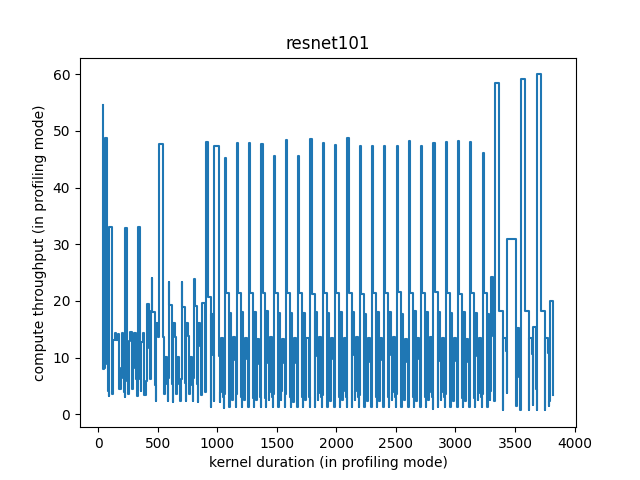 resnet101
compute throughput (in profiling mode)
60
50
40
30
20
10
0
0 500 1000 1500 2000 2500 3000 3500 4000
kernel duration (in profiling mode)